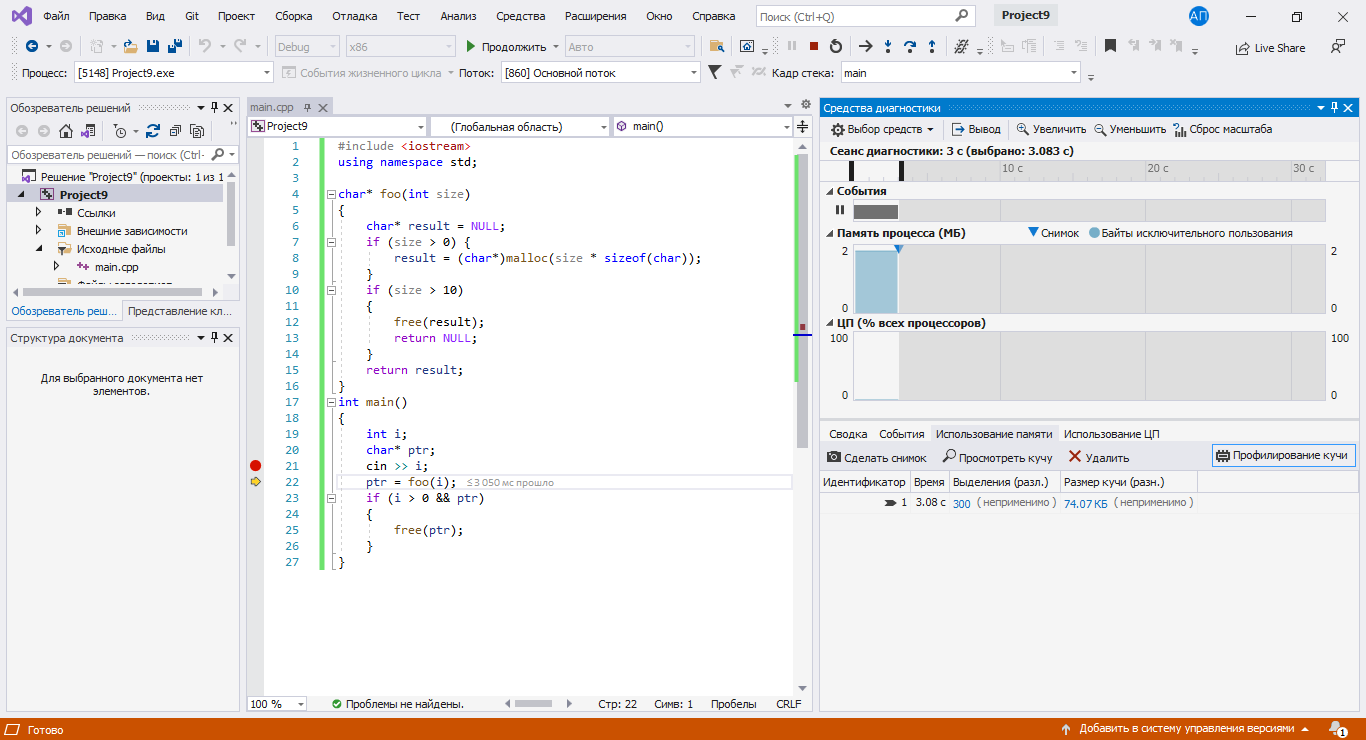 Файл Правка Вид Git Проект Сборка Отладка Тест Анализ Средства Расширения Окно Справка Поиск (Ctrl+Q) Project9 АП
Debug x86 Продолжить Авто Live Share
Процесс: [5148] Project9.exe События жизненного цикла Поток: [860] Основной поток Кадр стека: main
Обозреватель решений
Обозреватель решений — поиск (Ctrl-
Решение "Project9" (проекты: 1 из 1
Project9
Ссылки
Внешние зависимости
Исходные файлы
main.cpp
Обозреватель реш... Представление кл...
Структура документа
Для выбранного документа нет
элементов.
main.cpp
Project9 (Глобальная область) main()
1 #include <iostream>
2 using namespace std;
3
4 char* foo(int size)
5 {
6 char* result = NULL;
7 if (size > 0) {
8 result = (char*)malloc(size * sizeof(char));
9 }
10 if (size > 10)
11 {
12 free(result);
13 return NULL;
14 }
15 return result;
16 }
17 int main()
18 {
19 int i;
20 char* ptr;
21 cin >> i;
22 ptr = foo(i); ≤3 050 мс прошло
23 if (i > 0 && ptr)
24 {
25 free(ptr);
26 }
27 }
100 % Проблемы не найдены. Стр: 22 Симв: 1 Пробелы CRLF
Средства диагностики
Выбор средств Вывод Увеличить Уменьшить Сброс масштаба
Сеанс диагностики: 3 с (выбрано: 3.083 с)
10 с 20 с 30 с
События
Память процесса (МБ) Снимок Байты исключительного пользования
2 2
0 0
ЦП (% всех процессоров)
100 100
0 0
Сводка События Использование памяти Использование ЦП
Сделать снимок Просмотреть кучу Удалить Профилирование кучи
Идентификатор Время Выделения (разл.) Размер кучи (разн.)
1 3.08 с 300 (неприменимо) 74.07 КБ (неприменимо)
Готово Добавить в систему управления версиями 1